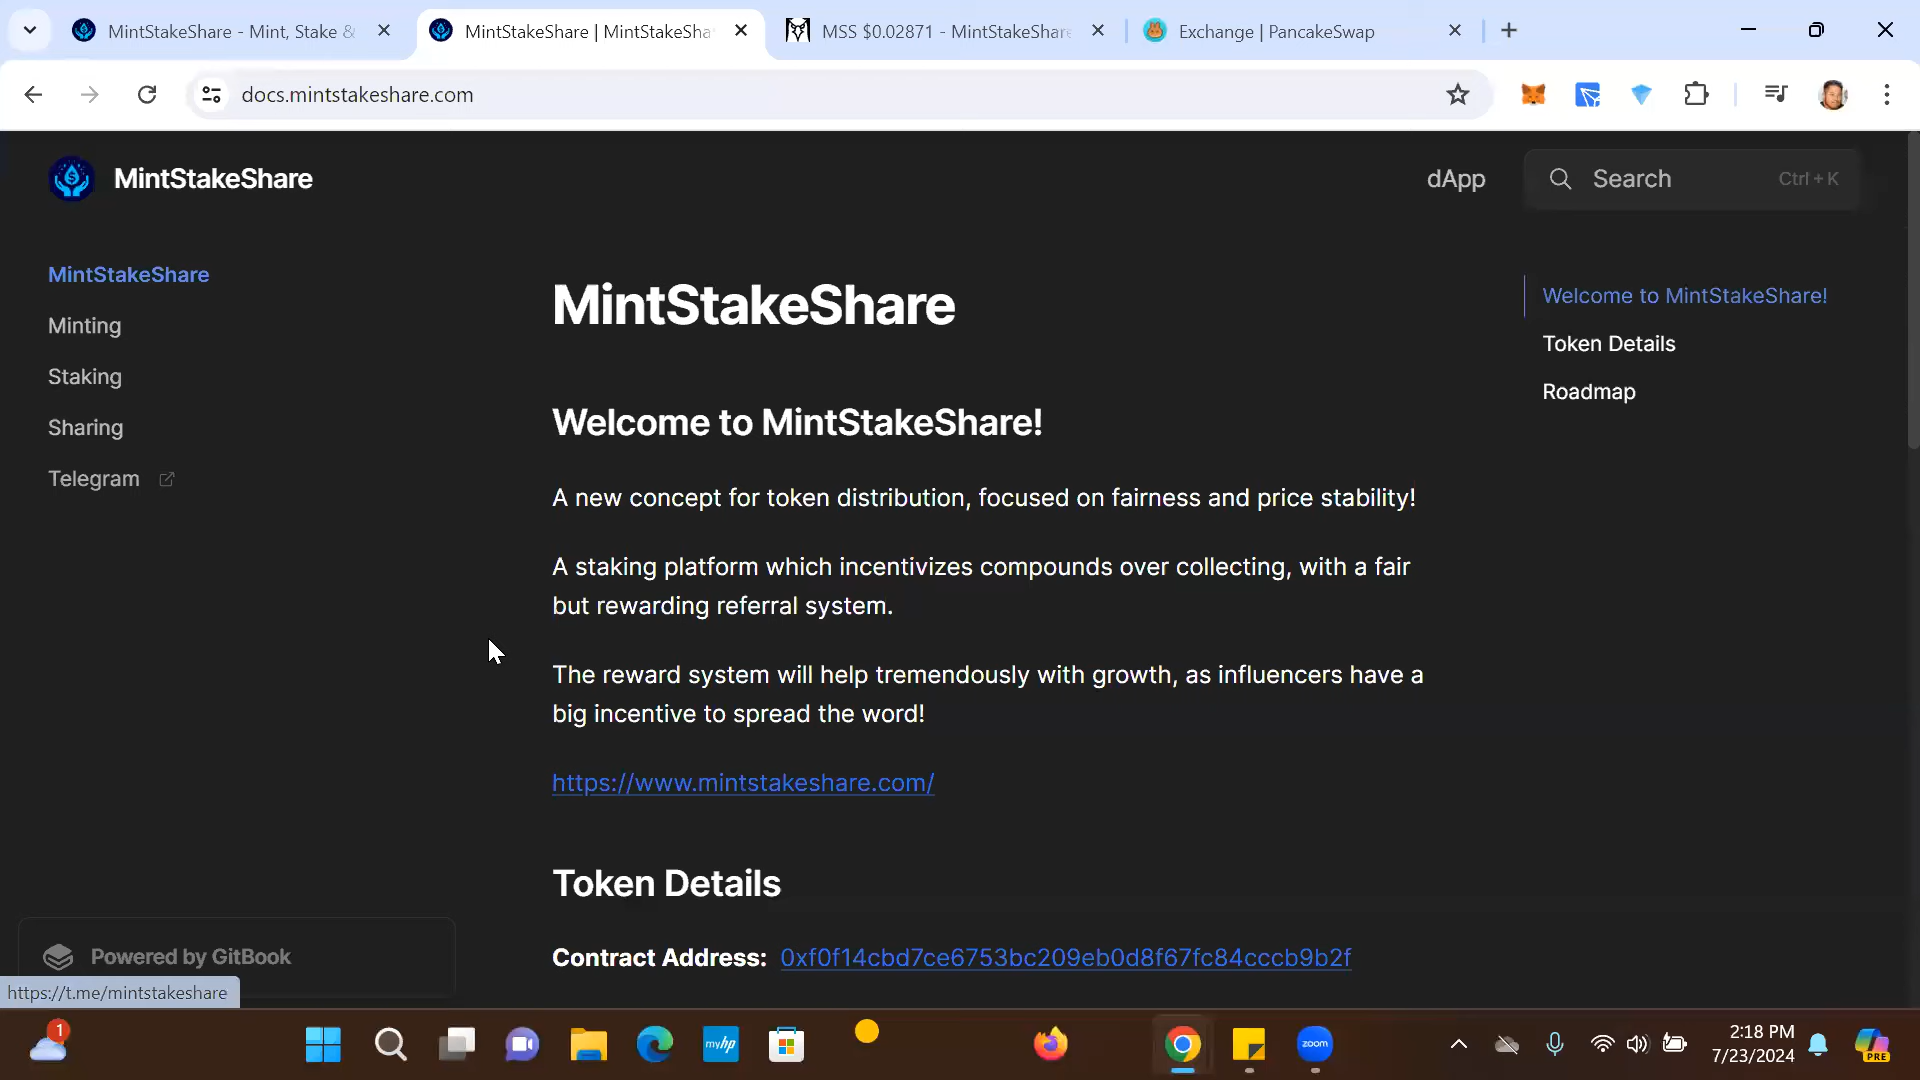 MintStakeShare - Mint, Stake &
MintStakeShare | MintStakeSha
MSS $0.02871 - MintStakeShare
Exchange | PancakeSwap
docs.mintstakeshare.com
MintStakeShare
dApp
Search
Ctrl + K
MintStakeShare
Minting
Staking
Sharing
Telegram
MintStakeShare
Welcome to MintStakeShare!
A new concept for token distribution, focused on fairness and price stability!
A staking platform which incentivizes compounds over collecting, with a fair
but rewarding referral system.
The reward system will help tremendously with growth, as influencers have a
big incentive to spread the word!
https://www.mintstakeshare.com/
Token Details
Contract Address: 0xf0f14cbd7ce6753bc209eb0d8f67fc84cccb9b2f
Welcome to MintStakeShare!
Token Details
Roadmap
Powered by GitBook
https://t.me/mintstakeshare
1
myhp
zoom
2:18 PM
7/23/2024
PRE